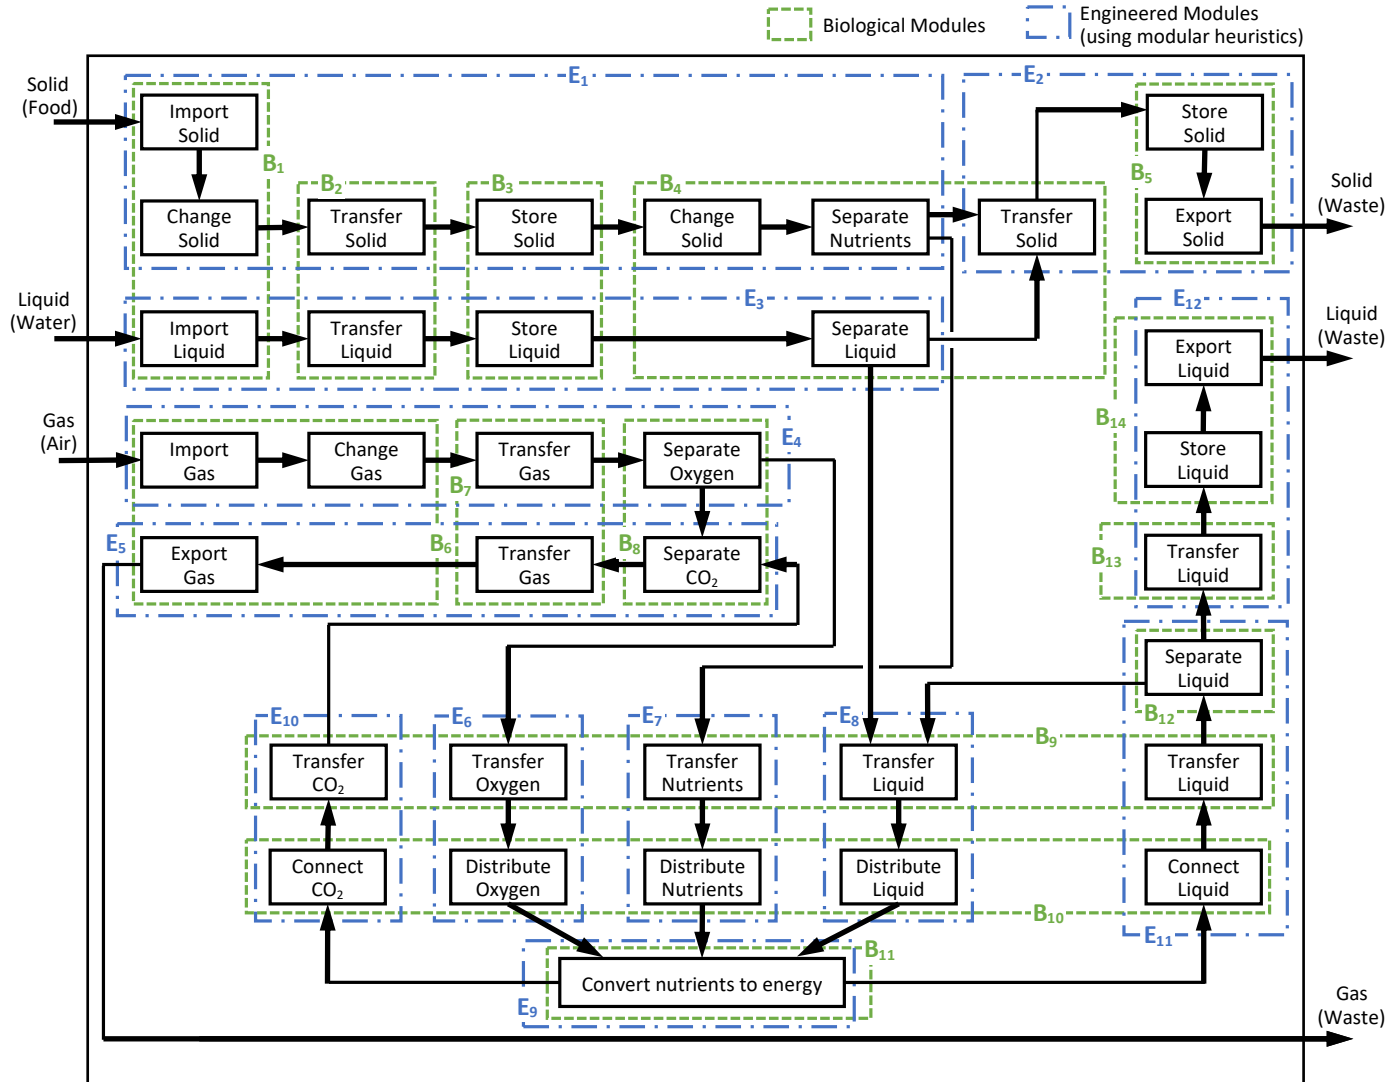 Biological Modules
Engineered Modules
(using modular heuristics)
Solid
(Food)
E1
E2
Import
Solid
Store
Solid
B1
B2
B3
B4
B5
Solid
(Waste)
Change
Solid
Transfer
Solid
Store
Solid
Change
Solid
Separate
Nutrients
Transfer
Solid
Export
Solid
Liquid
(Water)
E3
E12
Liquid
(Waste)
Import
Liquid
Transfer
Liquid
Store
Liquid
Separate
Liquid
Export
Liquid
Gas
(Air)
E4
B14
Import
Gas
Change
Gas
Transfer
Gas
Separate
Oxygen
Store
Liquid
B7
E5
B6
B8
B13
Export
Gas
Transfer
Gas
Separate
CO2
Transfer
Liquid
Separate
Liquid
B12
E10
E6
E7
E8
B9
Transfer
CO2
Transfer
Oxygen
Transfer
Nutrients
Transfer
Liquid
Transfer
Liquid
Connect
CO2
Distribute
Oxygen
Distribute
Nutrients
Distribute
Liquid
Connect
Liquid
B10
E11
B11
Convert nutrients to energy
E9
Gas
(Waste)